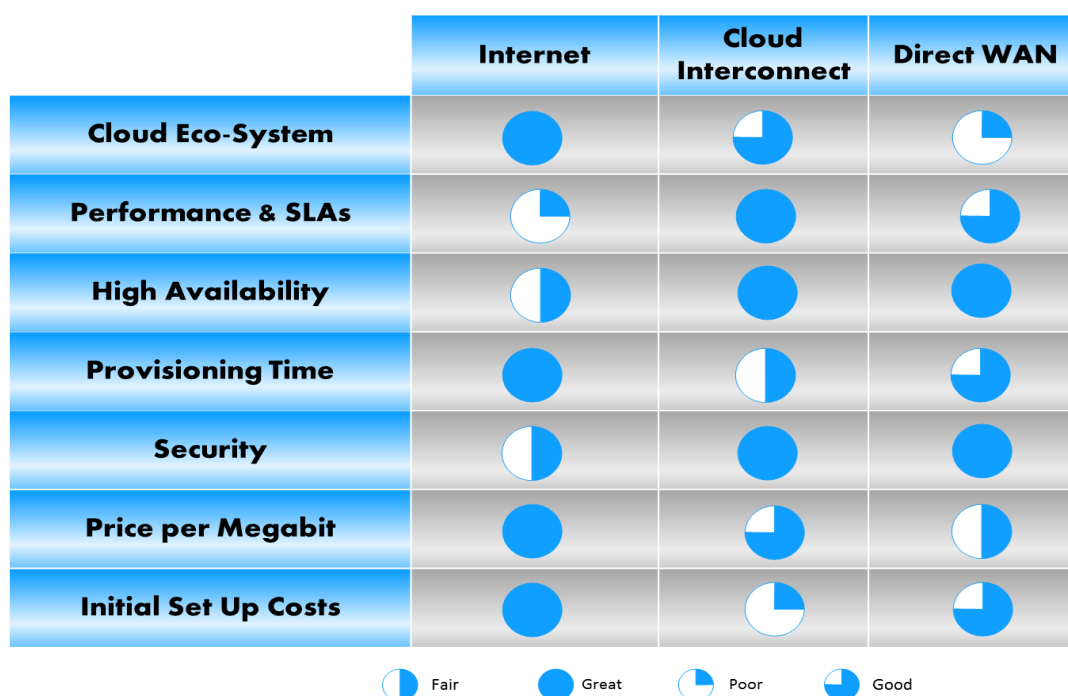 Internet
Cloud
Interconnect
Direct WAN
Cloud Eco-System
Performance & SLAs
High Availability
Provisioning Time
Security
Price per Megabit
Initial Set Up Costs
Fair
Great
Poor
Good